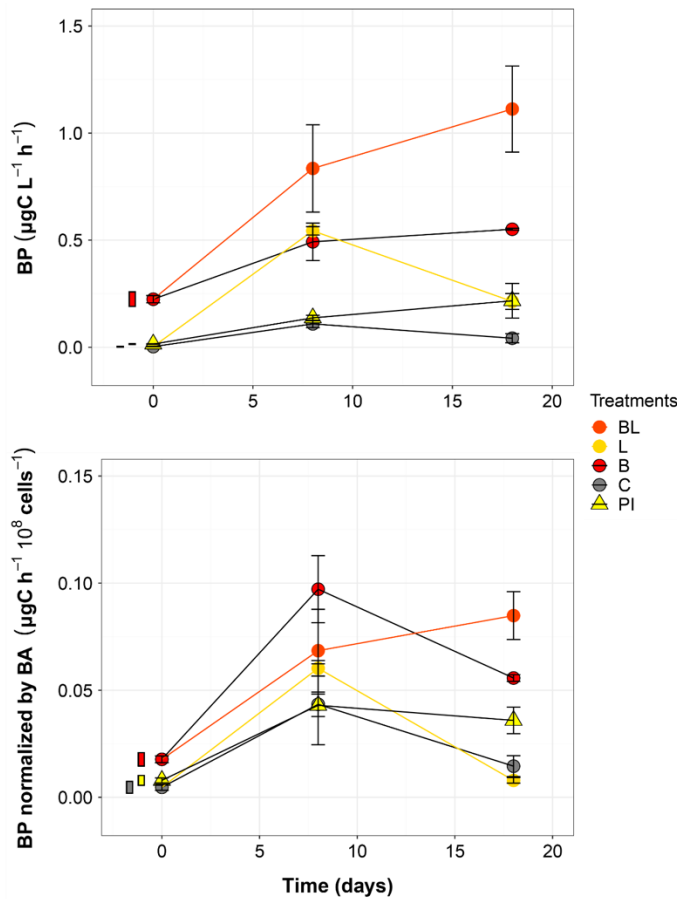 BP (µgC L⁻¹ h⁻¹)
1.5
1.0
0.5
0.0
0 5 10 15 20
Treatments
BL
L
B
C
PI
BP normalized by BA (µgC h⁻¹ 10⁸ cells⁻¹)
0.15
0.10
0.05
0.00
0 5 10 15 20
Time (days)